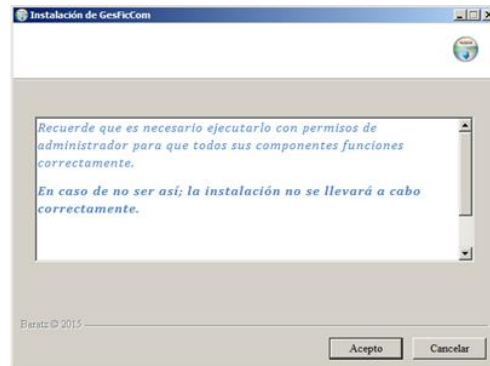 Instalación de GesFicCom
Recuerde que es necesario ejecutarlo con permisos de
administrador para que todos sus componentes funciones
correctamente.
En caso de no ser así; la instalación no se llevará a cabo
correctamente.
Baratz © 2015
Acepto
Cancelar